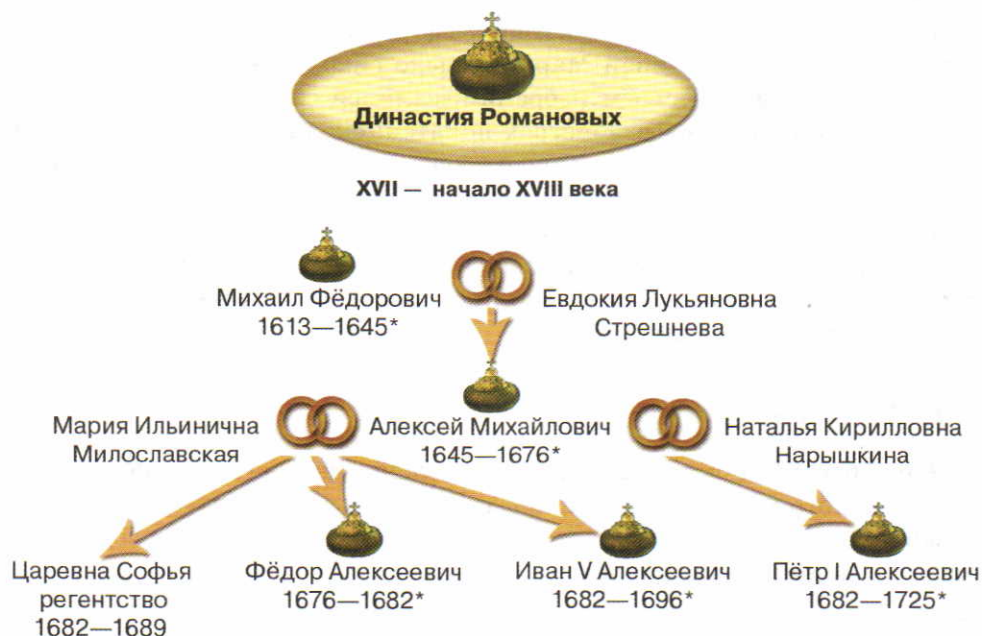 Династия Романовых
XVII — начало XVIII века
Михаил Фёдорович
1613—1645*
Евдокия Лукьяновна
Стрешнева
Мария Ильинична
Милославская
Алексей Михайлович
1645—1676*
Наталья Кирилловна
Нарышкина
Царевна Софья
регентство
1682—1689
Фёдор Алексеевич
1676—1682*
Иван V Алексеевич
1682—1696*
Пётр I Алексеевич
1682—1725*